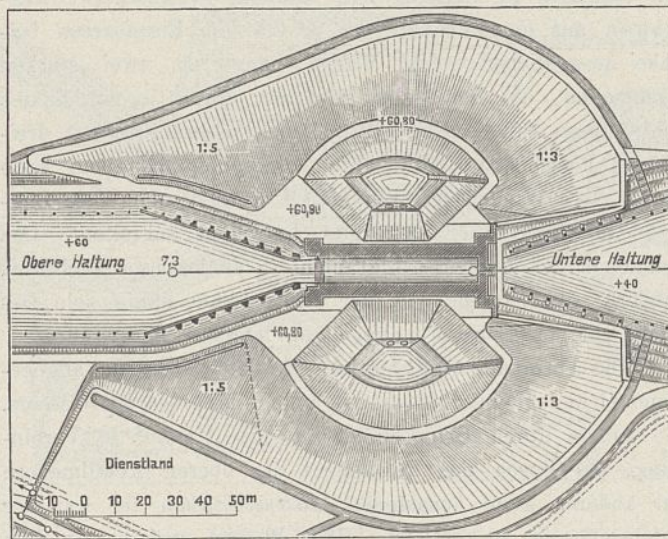 +60,80
1:5
1:3
+60,80
+60
Obere Haltung
7,3
Untere Haltung
+40
+60,80
1:5
1:3
Dienstland
10 0 10 20 30 40 50m